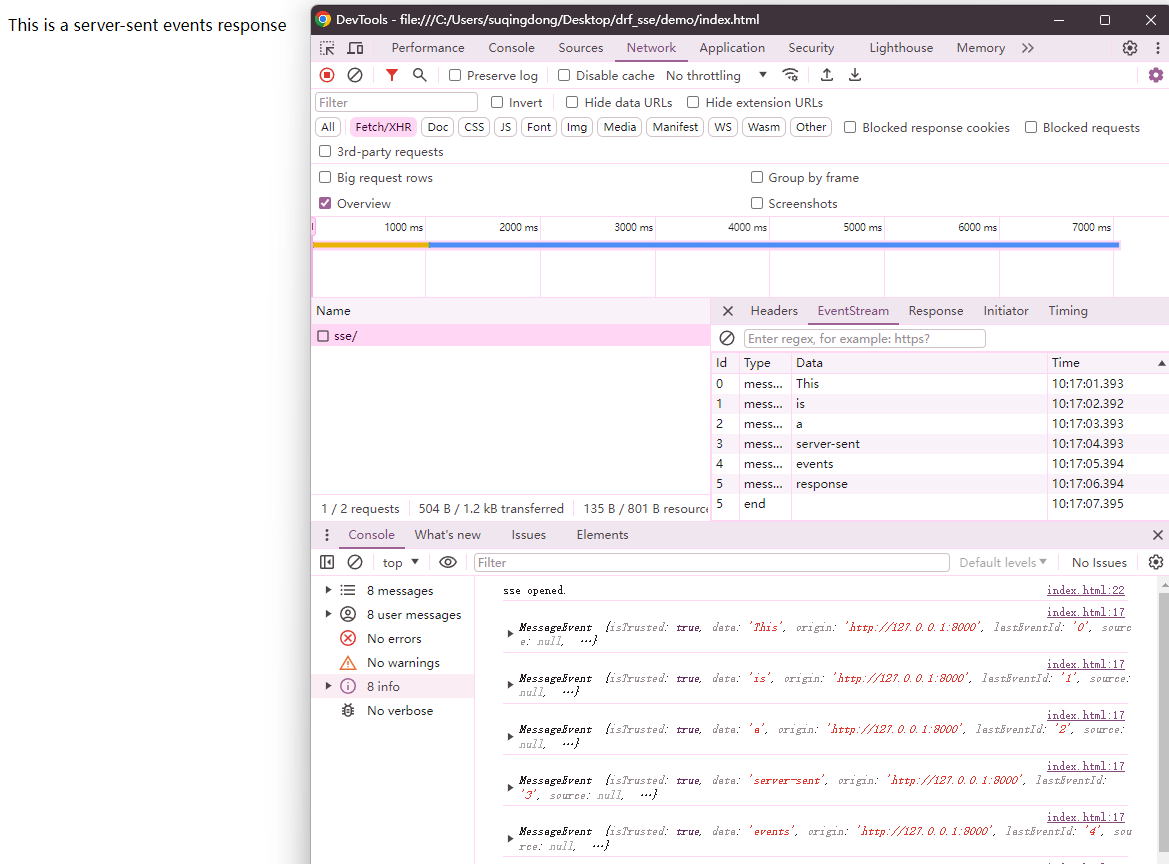 This is a server-sent events response
DevTools - file:///C:/Users/suqingdong/Desktop/drf_sse/demo/index.html
Performance Console Sources Network Application Security Lighthouse Memory
Preserve log Disable cache No throttling
Filter Invert Hide data URLs Hide extension URLs
All Fetch/XHR Doc CSS JS Font Img Media Manifest WS Wasm Other Blocked response cookies Blocked requests
3rd-party requests
Big request rows Group by frame
Overview Screenshots
1000 ms 2000 ms 3000 ms 4000 ms 5000 ms 6000 ms 7000 ms
Name
sse/
Headers EventStream Response Initiator Timing
Enter regex, for example: https?
Id Type Data Time
0 mess... This 10:17:01.393
1 mess... is 10:17:02.392
2 mess... a 10:17:03.393
3 mess... server-sent 10:17:04.393
4 mess... events 10:17:05.394
5 mess... response 10:17:06.394
5 end 10:17:07.395
1 / 2 requests 504 B / 1.2 kB transferred 135 B / 801 B resourc
Console What's new Issues Elements
top Filter Default levels No Issues
8 messages
8 user messages
No errors
No warnings
8 info
No verbose
sse opened. index.html:22
index.html:17
MessageEvent {isTrusted: true, data: 'This', origin: 'http://127.0.0.1:8000', lastEventId: '0', sourc
e: null, …}
index.html:17
MessageEvent {isTrusted: true, data: 'is', origin: 'http://127.0.0.1:8000', lastEventId: '1', source:
null, …}
index.html:17
MessageEvent {isTrusted: true, data: 'a', origin: 'http://127.0.0.1:8000', lastEventId: '2', source:
null, …}
index.html:17
MessageEvent {isTrusted: true, data: 'server-sent', origin: 'http://127.0.0.1:8000', lastEventId:
'3', source: null, …}
index.html:17
MessageEvent {isTrusted: true, data: 'events', origin: 'http://127.0.0.1:8000', lastEventId: '4', sou
rce: null, …}